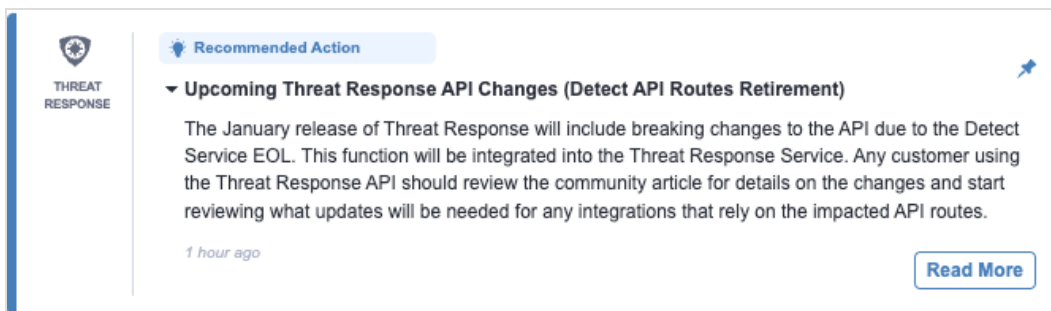 THREAT
RESPONSE
Recommended Action
Upcoming Threat Response API Changes (Detect API Routes Retirement)
The January release of Threat Response will include breaking changes to the API due to the Detect
Service EOL. This function will be integrated into the Threat Response Service. Any customer using
the Threat Response API should review the community article for details on the changes and start
reviewing what updates will be needed for any integrations that rely on the impacted API routes.
1 hour ago
Read More